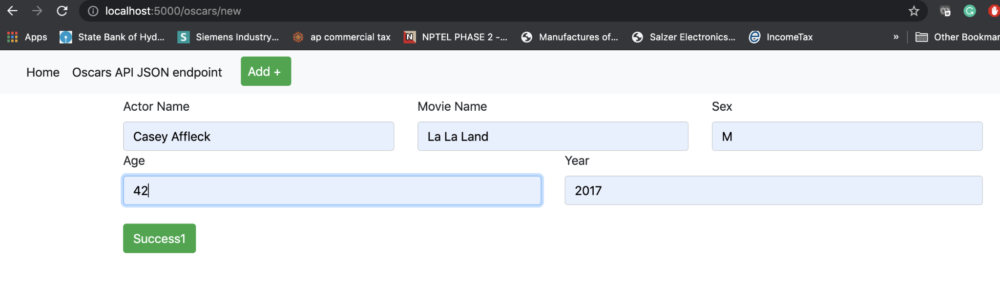 localhost:5000/oscars/new
Apps State Bank of Hyd... S Siemens Industry... ap commercial tax N NPTEL PHASE 2 -... Manufactures of... Salzer Electronics... e IncomeTax » Other Bookmar
Home Oscars API JSON endpoint Add +
Actor Name Movie Name Sex
Casey Affleck La La Land M
Age Year
42 2017
Success1